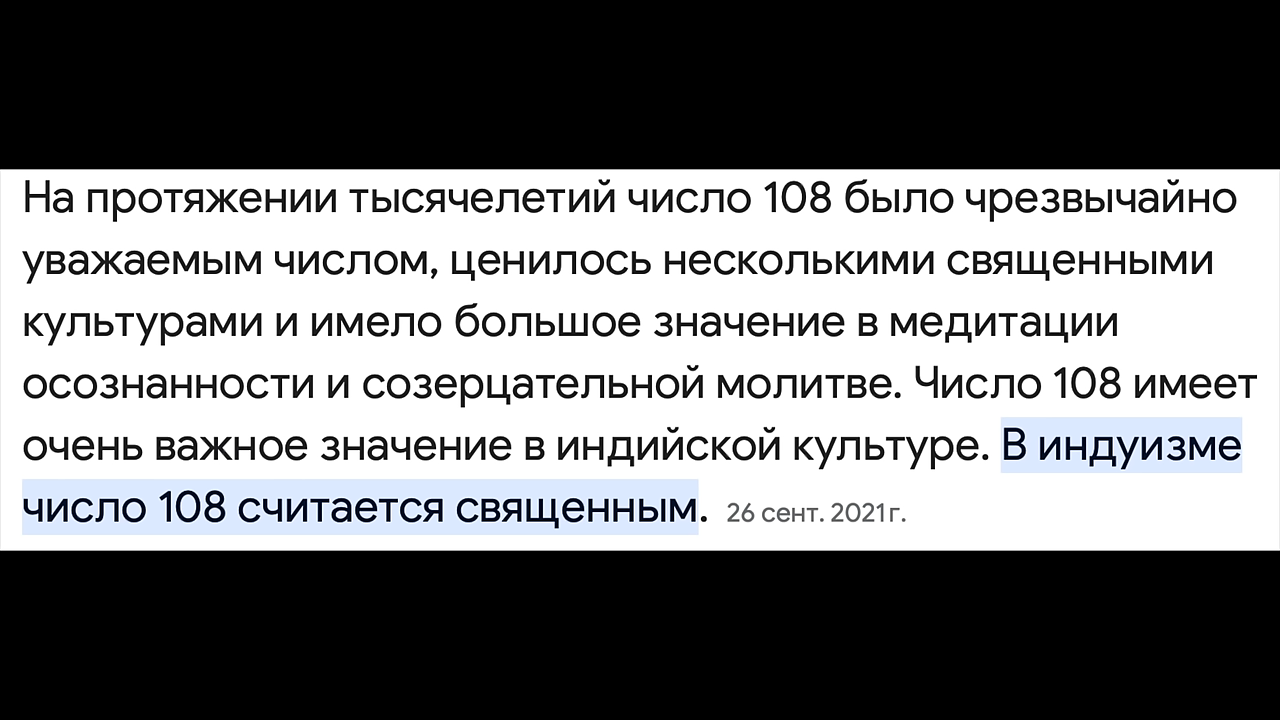 На протяжении тысячелетий число 108 было чрезвычайно
уважаемым числом, ценилось несколькими священными
культурами и имело большое значение в медитации
осознанности и созерцательной молитве. Число 108 имеет
очень важное значение в индийской культуре. В индуизме
число 108 считается священным. 26 сент. 2021 г.